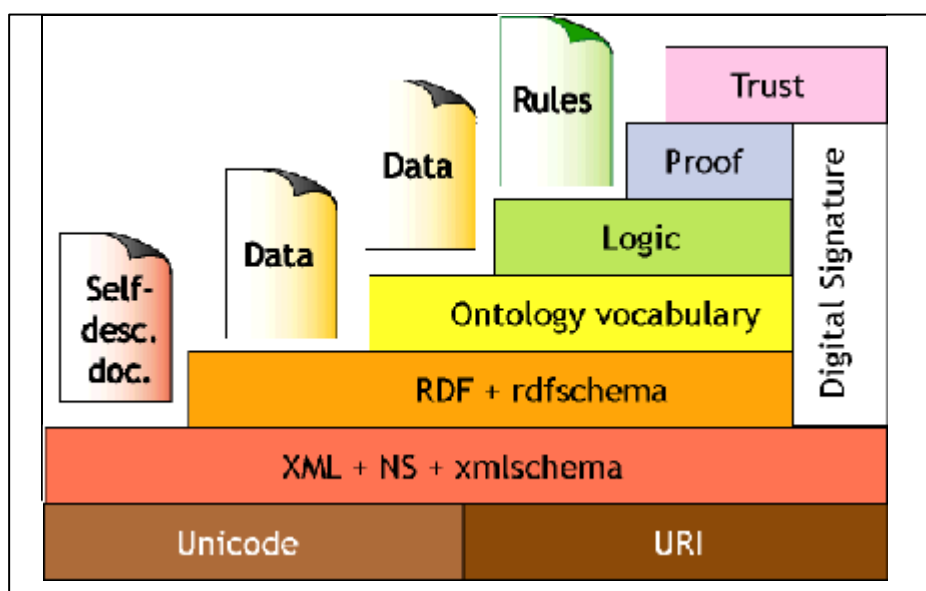 Trust
Rules
Proof
Data
Logic
Data
Self-
desc.
doc.
Ontology vocabulary
Digital Signature
RDF + rdfschema
XML + NS + xmlschema
Unicode
URI